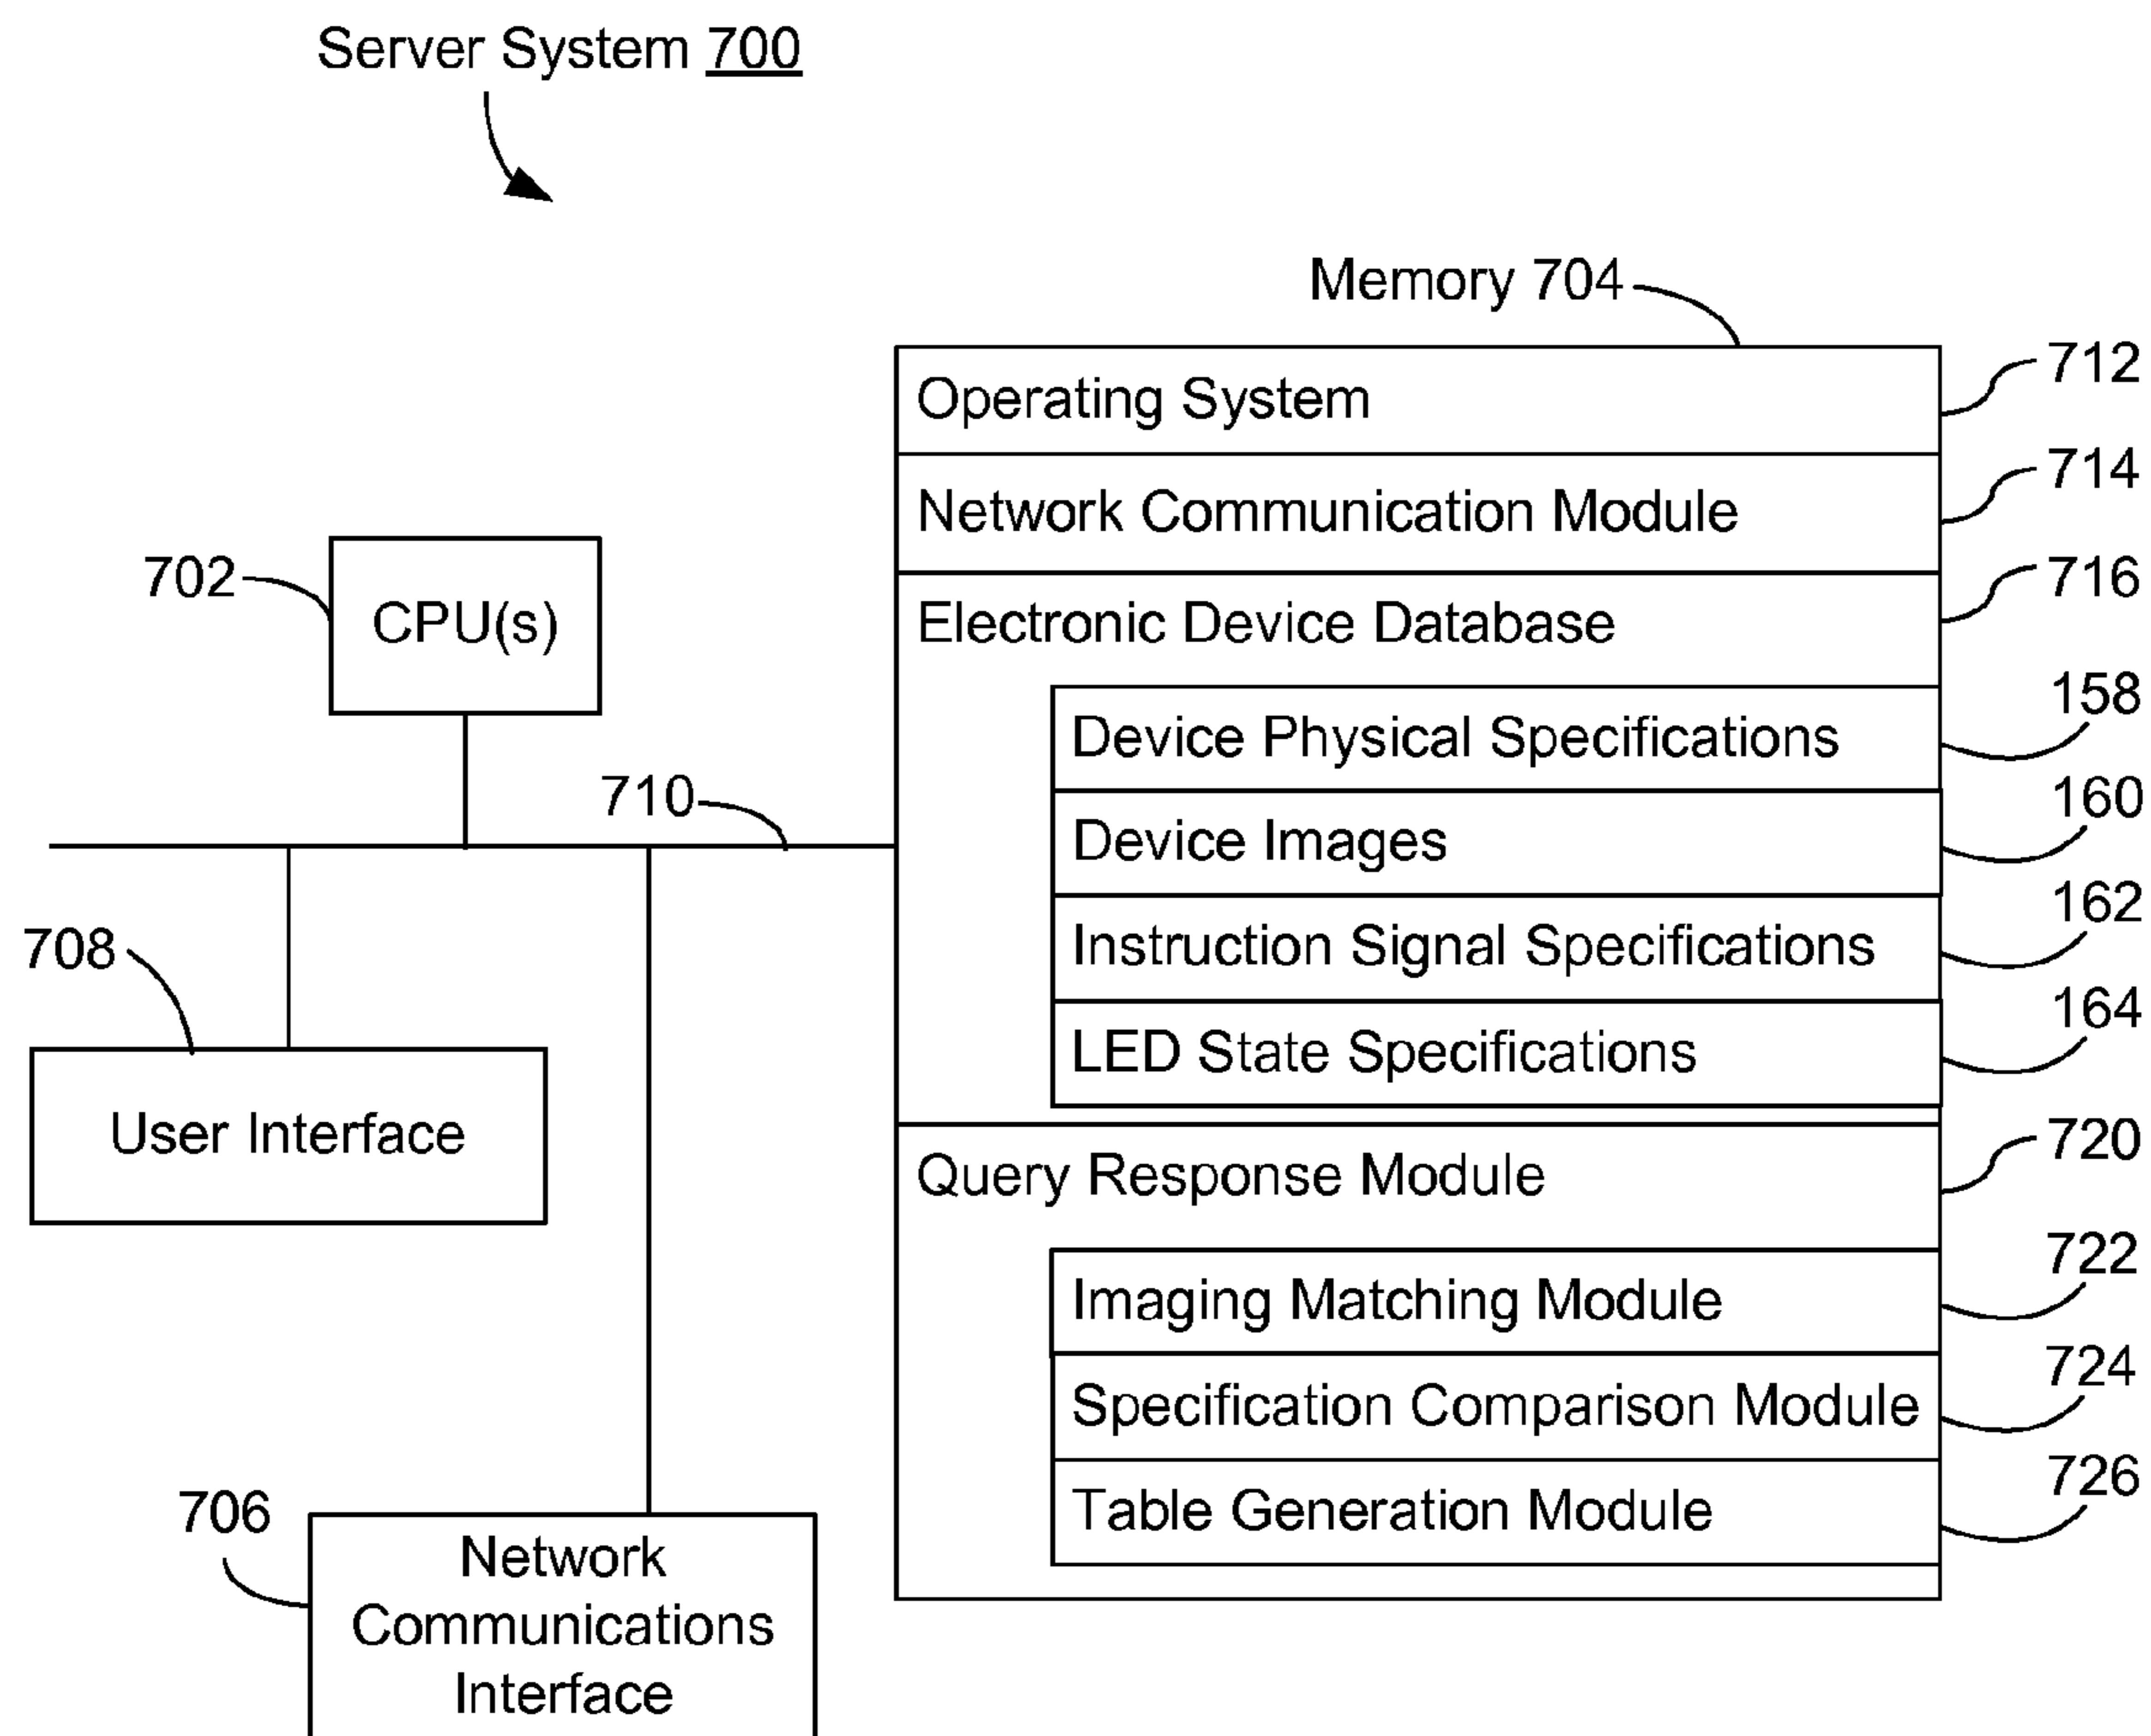 Server System 700
Memory 704
Operating System
712
Network Communication Module
714
Electronic Device Database
716
Device Physical Specifications
158
Device Images
160
Instruction Signal Specifications
162
LED State Specifications
164
Query Response Module
720
Imaging Matching Module
722
Specification Comparison Module
724
Table Generation Module
726
702
CPU(s)
710
708
User Interface
706
Network
Communications
Interface